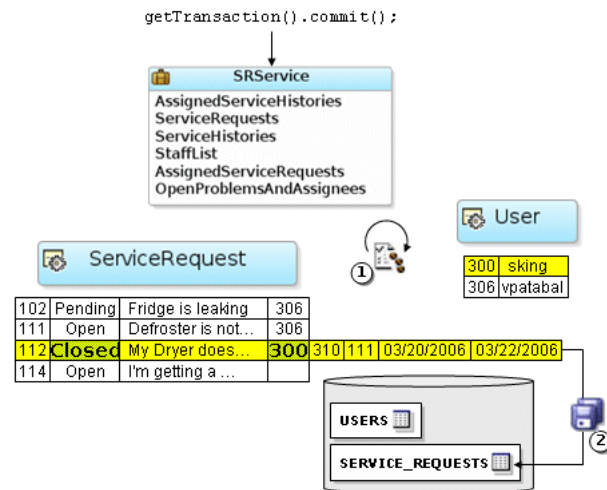 getTransaction().commit();
SRService
AssignedServiceHistories
ServiceRequests
ServiceHistories
StaffList
AssignedServiceRequests
OpenProblemsAndAssignees
User
ServiceRequest
1
300 sking
306 vpatabal
102 Pending Fridge is leaking 306
111 Open Defroster is not... 306
112 Closed My Dryer does... 300 310 111 03/20/2006 03/22/2006
114 Open I'm getting a ...
USERS
2
SERVICE_REQUESTS